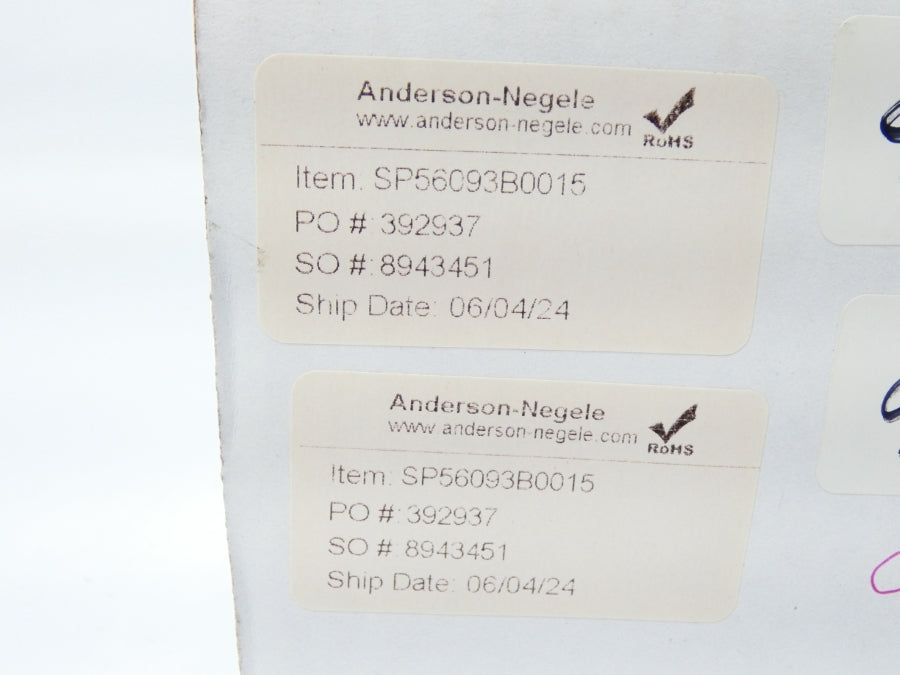 Anderson-Negele
www.anderson-negele.com
RoHS
Item: SP56093B0015
PO #: 392937
SO #: 8943451
Ship Date: 06/04/24
Anderson-Negele
www.anderson-negele.com
RoHS
Item: SP56093B0015
PO #: 392937
SO #: 8943451
Ship Date: 06/04/24